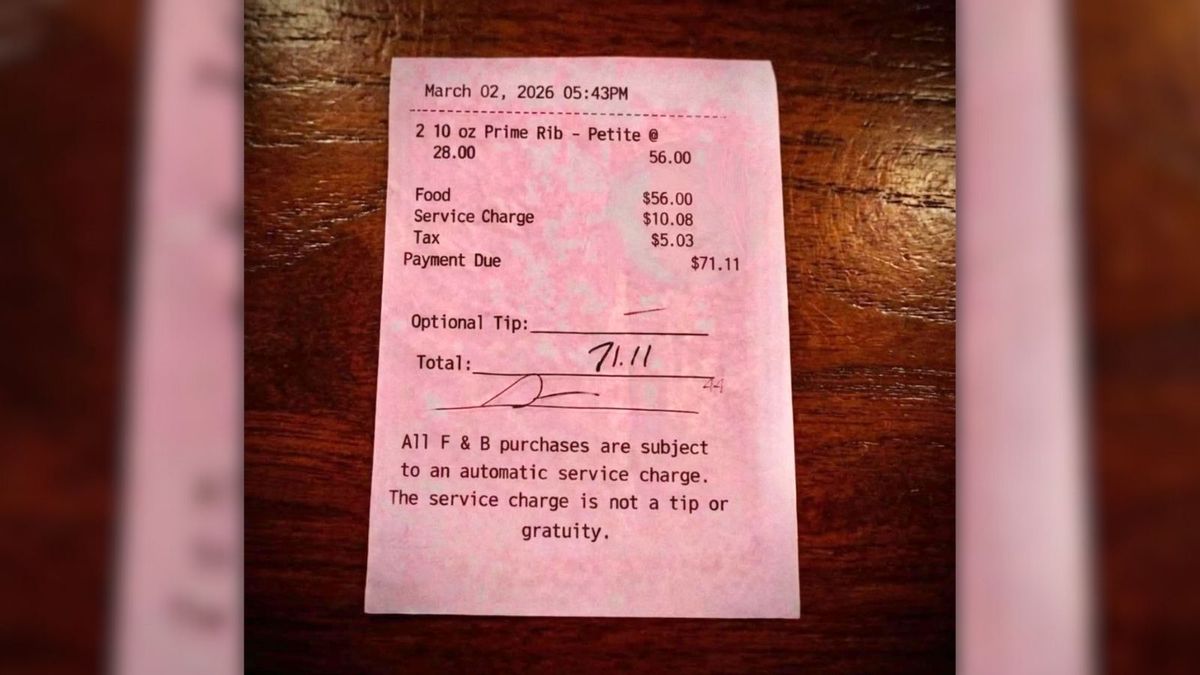 March 02, 2026 05:43PM
2 10 oz Prime Rib - Petite @
28.00 56.00
Food $56.00
Service Charge $10.08
Tax $5.03
Payment Due $71.11
Optional Tip: —
Total: 71.11
44
All F & B purchases are subject
to an automatic service charge.
The service charge is not a tip or
gratuity.